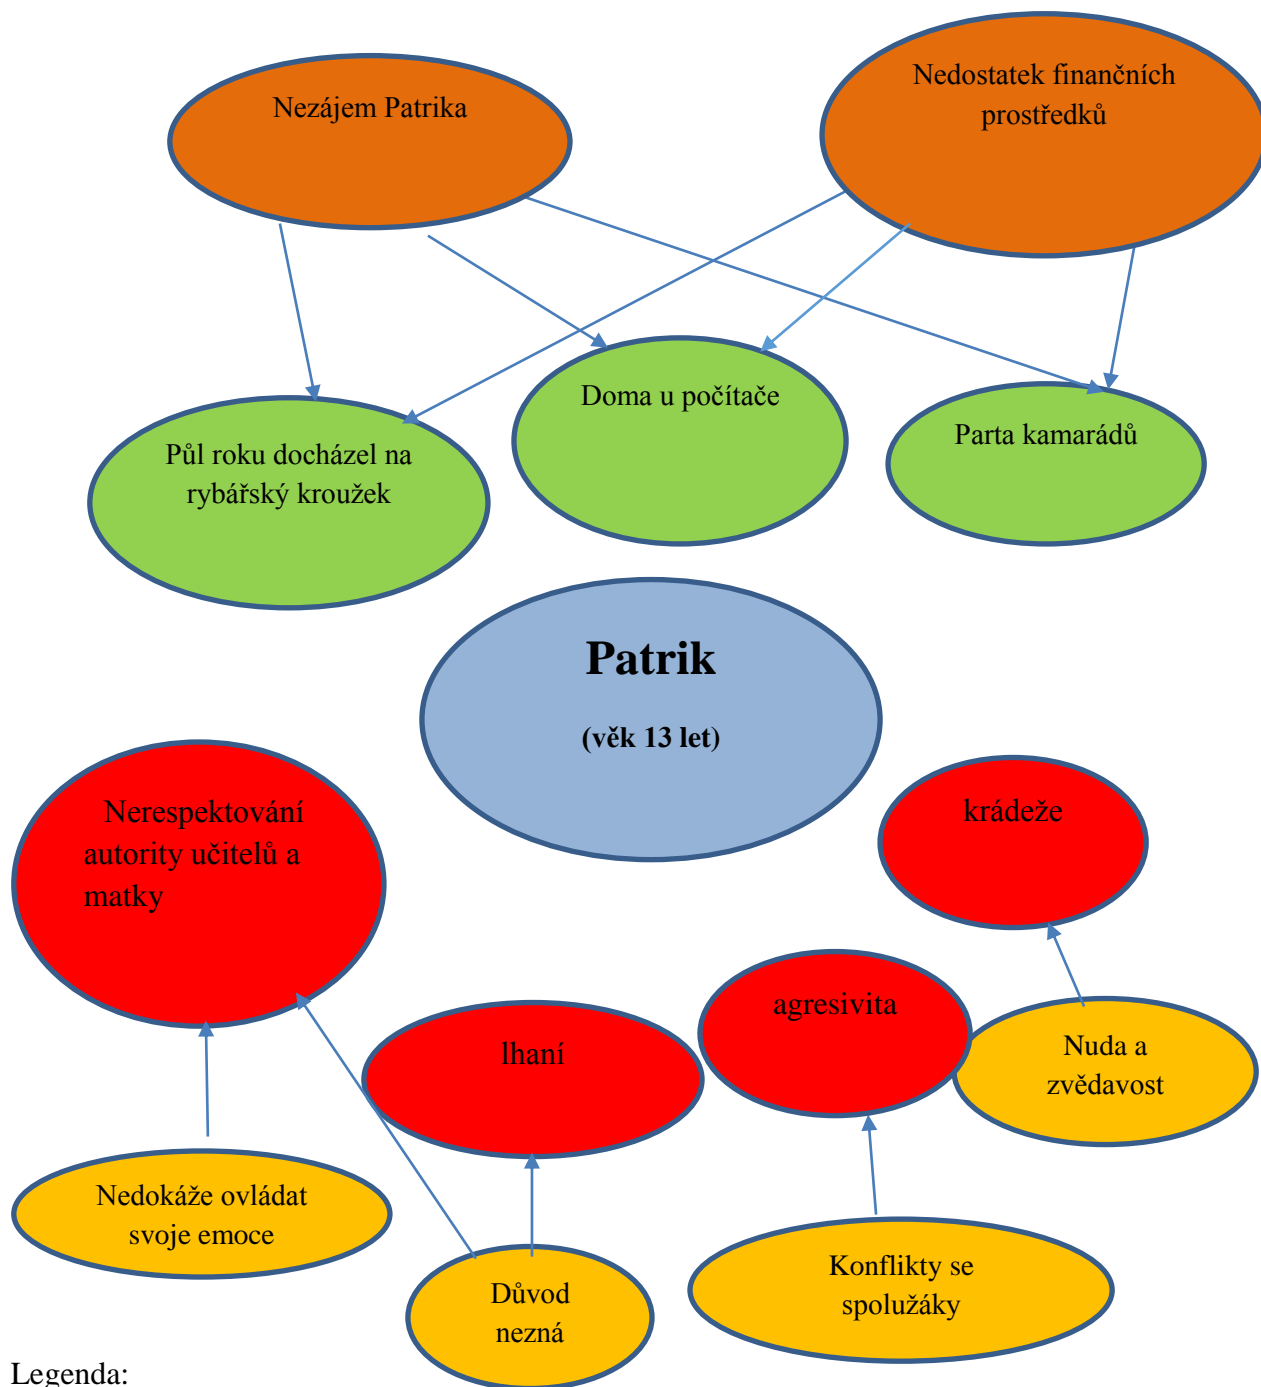 Nezájem Patrika
Nedostatek finančních
prostředků
Doma u počítače
Parta kamarádů
Půl roku docházel na
rybářský kroužek
Patrik
(věk 13 let)
Nerespektování
autority učitelů a
matky
krádeže
agresivita
lhaní
Nuda a
zvědavost
Nedokáže ovládat
svoje emoce
Důvod
nezná
Konflikty se
spolužáky
Legenda: